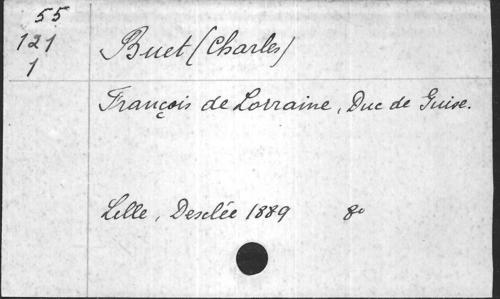 55
121
1
Buet (Charles)
François de Lorraine, Duc de Guise.
Lille, Desclée 1889 8º